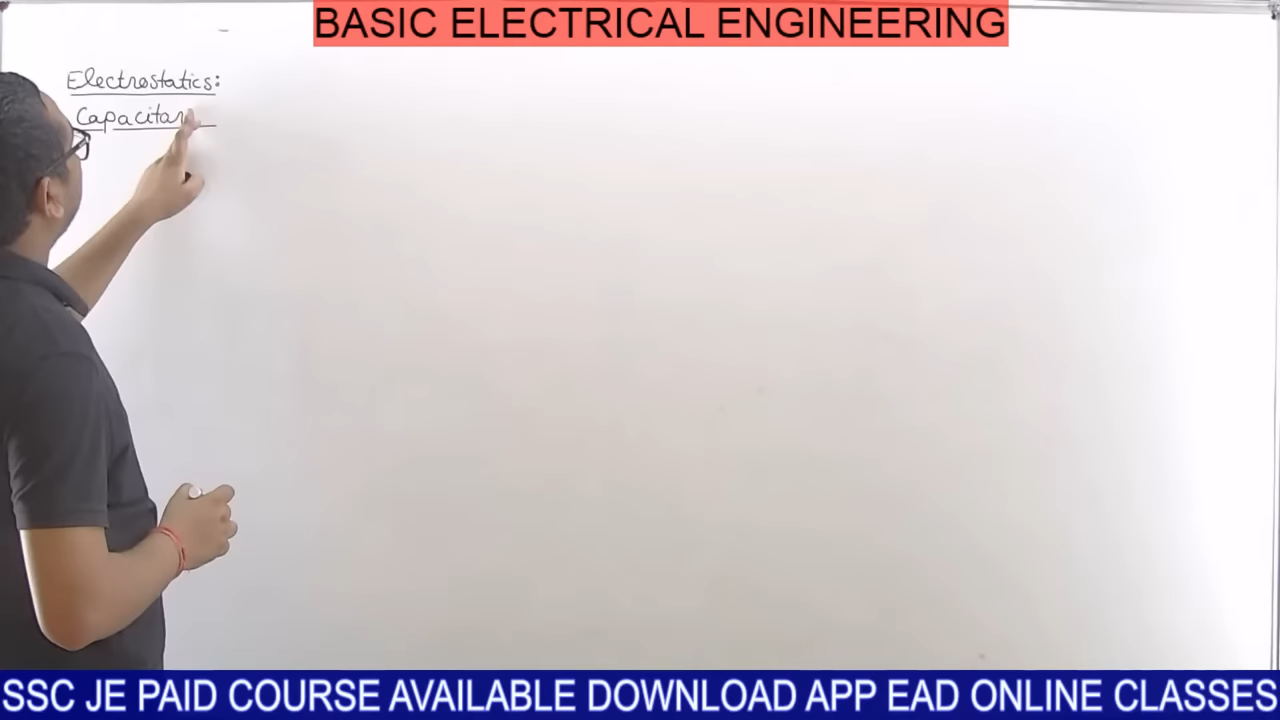 BASIC ELECTRICAL ENGINEERING
Electrostatics:
SSC JE PAID COURSE AVAILABLE DOWNLOAD APP EAD ONLINE CLASSES